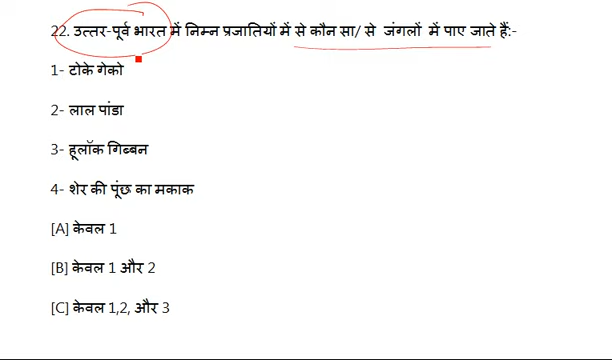 22. उत्तर-पूर्व भारत में निम्न प्रजातियों में से कौन सा/ से जंगलों में पाए जाते हैं:-
1- टोके गेको
2- लाल पांडा
3- हूलॉक गिब्बन
4- शेर की पूंछ का मकाक
[A] केवल 1
[B] केवल 1 और 2
[C] केवल 1,2, और 3